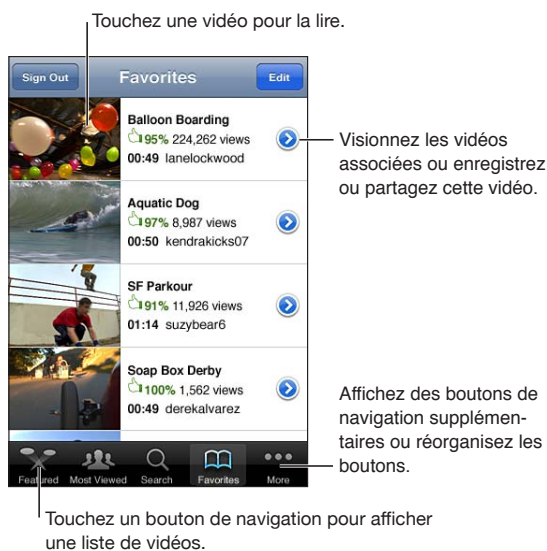 Touchez une vidéo pour la lire.
Sign Out
Favorites
Edit
Balloon Boarding
95% 224,262 views
00:49 lanelockwood
Visionnez les vidéos
associées ou enregistrez
ou partagez cette vidéo.
Aquatic Dog
97% 8,987 views
00:50 kendrakicks07
SF Parkour
91% 11,926 views
01:14 suzybear6
Soap Box Derby
100% 1,562 views
00:49 derekalvarez
Affichez des boutons de
navigation supplémen-
taires ou réorganisez les
boutons.
Featured
Most Viewed
Search
Favorites
More
Touchez un bouton de navigation pour afficher
une liste de vidéos.